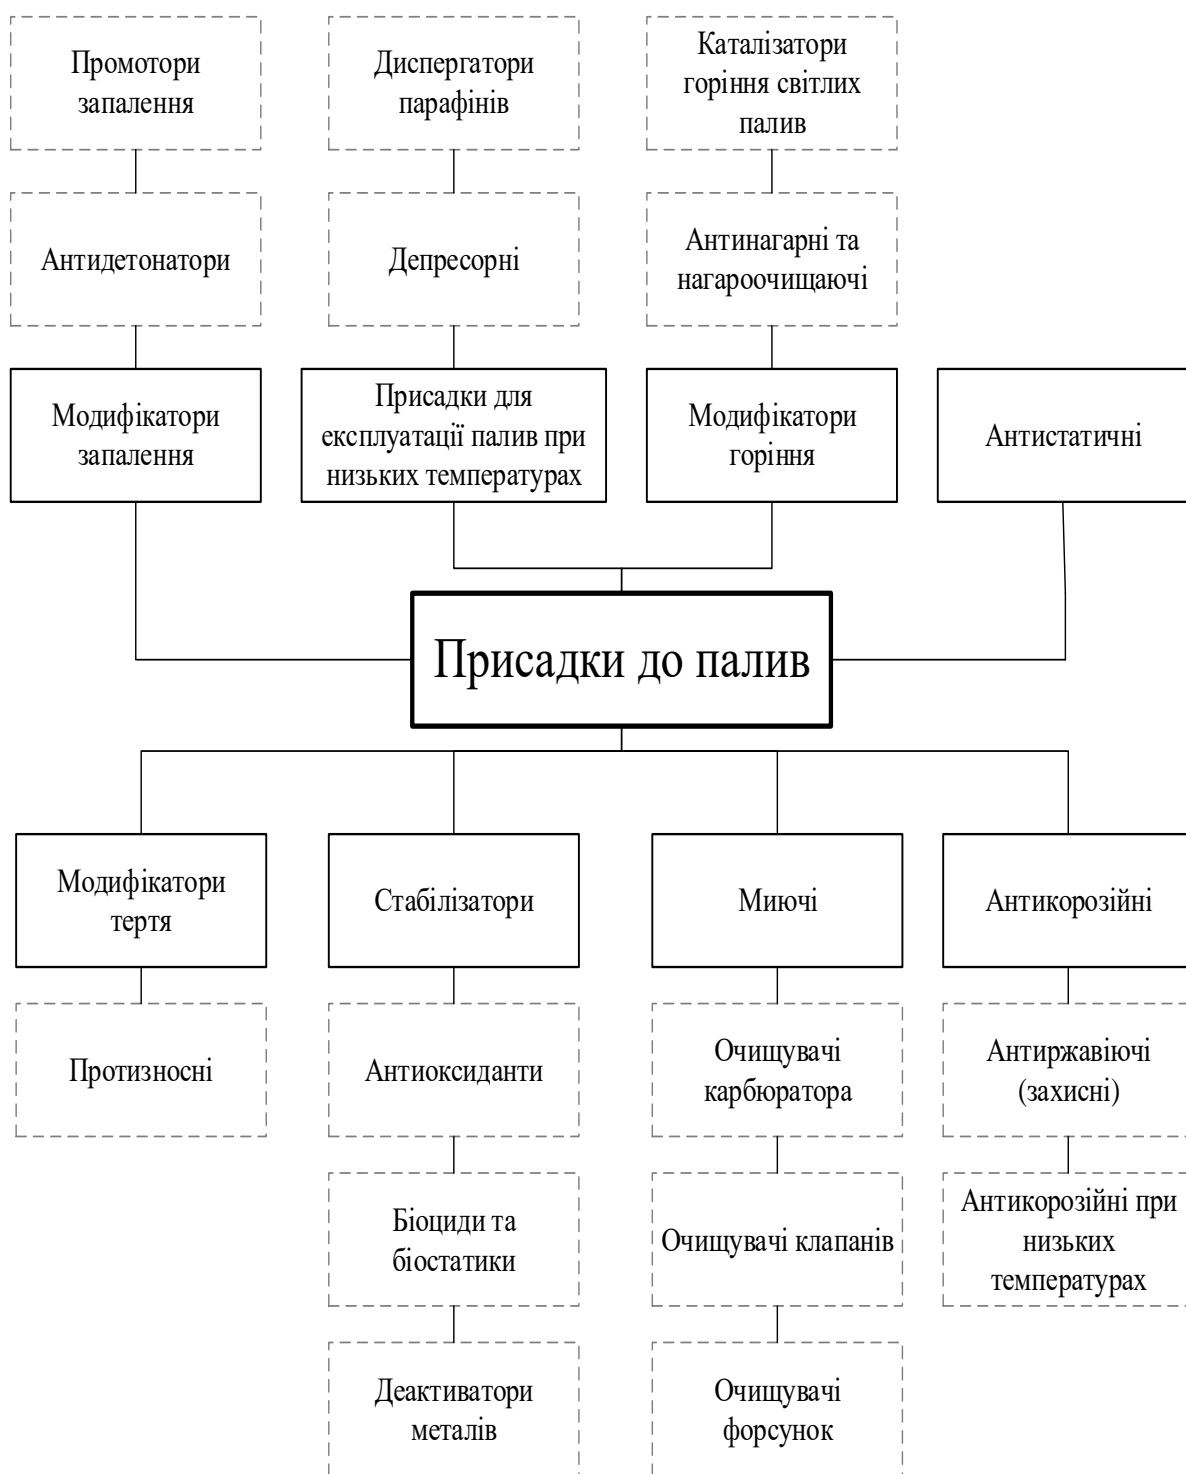 Промотори
запалення
Диспергатори
парафінів
Каталізатори
горіння світлих
палив
Антидетонатори
Депресорні
Антинагарні та
нагароочищаючі
Модифікатори
запалення
Присадки для
експлуатації палив при
низьких температурах
Модифікатори
горіння
Антистатичні
Присадки до палив
Модифікатори
тертя
Стабілізатори
Миючі
Антикорозійні
Протизносні
Антиоксиданти
Очищувачі
карбюратора
Антиржавіючі
(захисні)
Біоциди та
біостатики
Очищувачі клапанів
Антикорозійні при
низьких
температурах
Деактиватори
металів
Очищувачі
форсунок